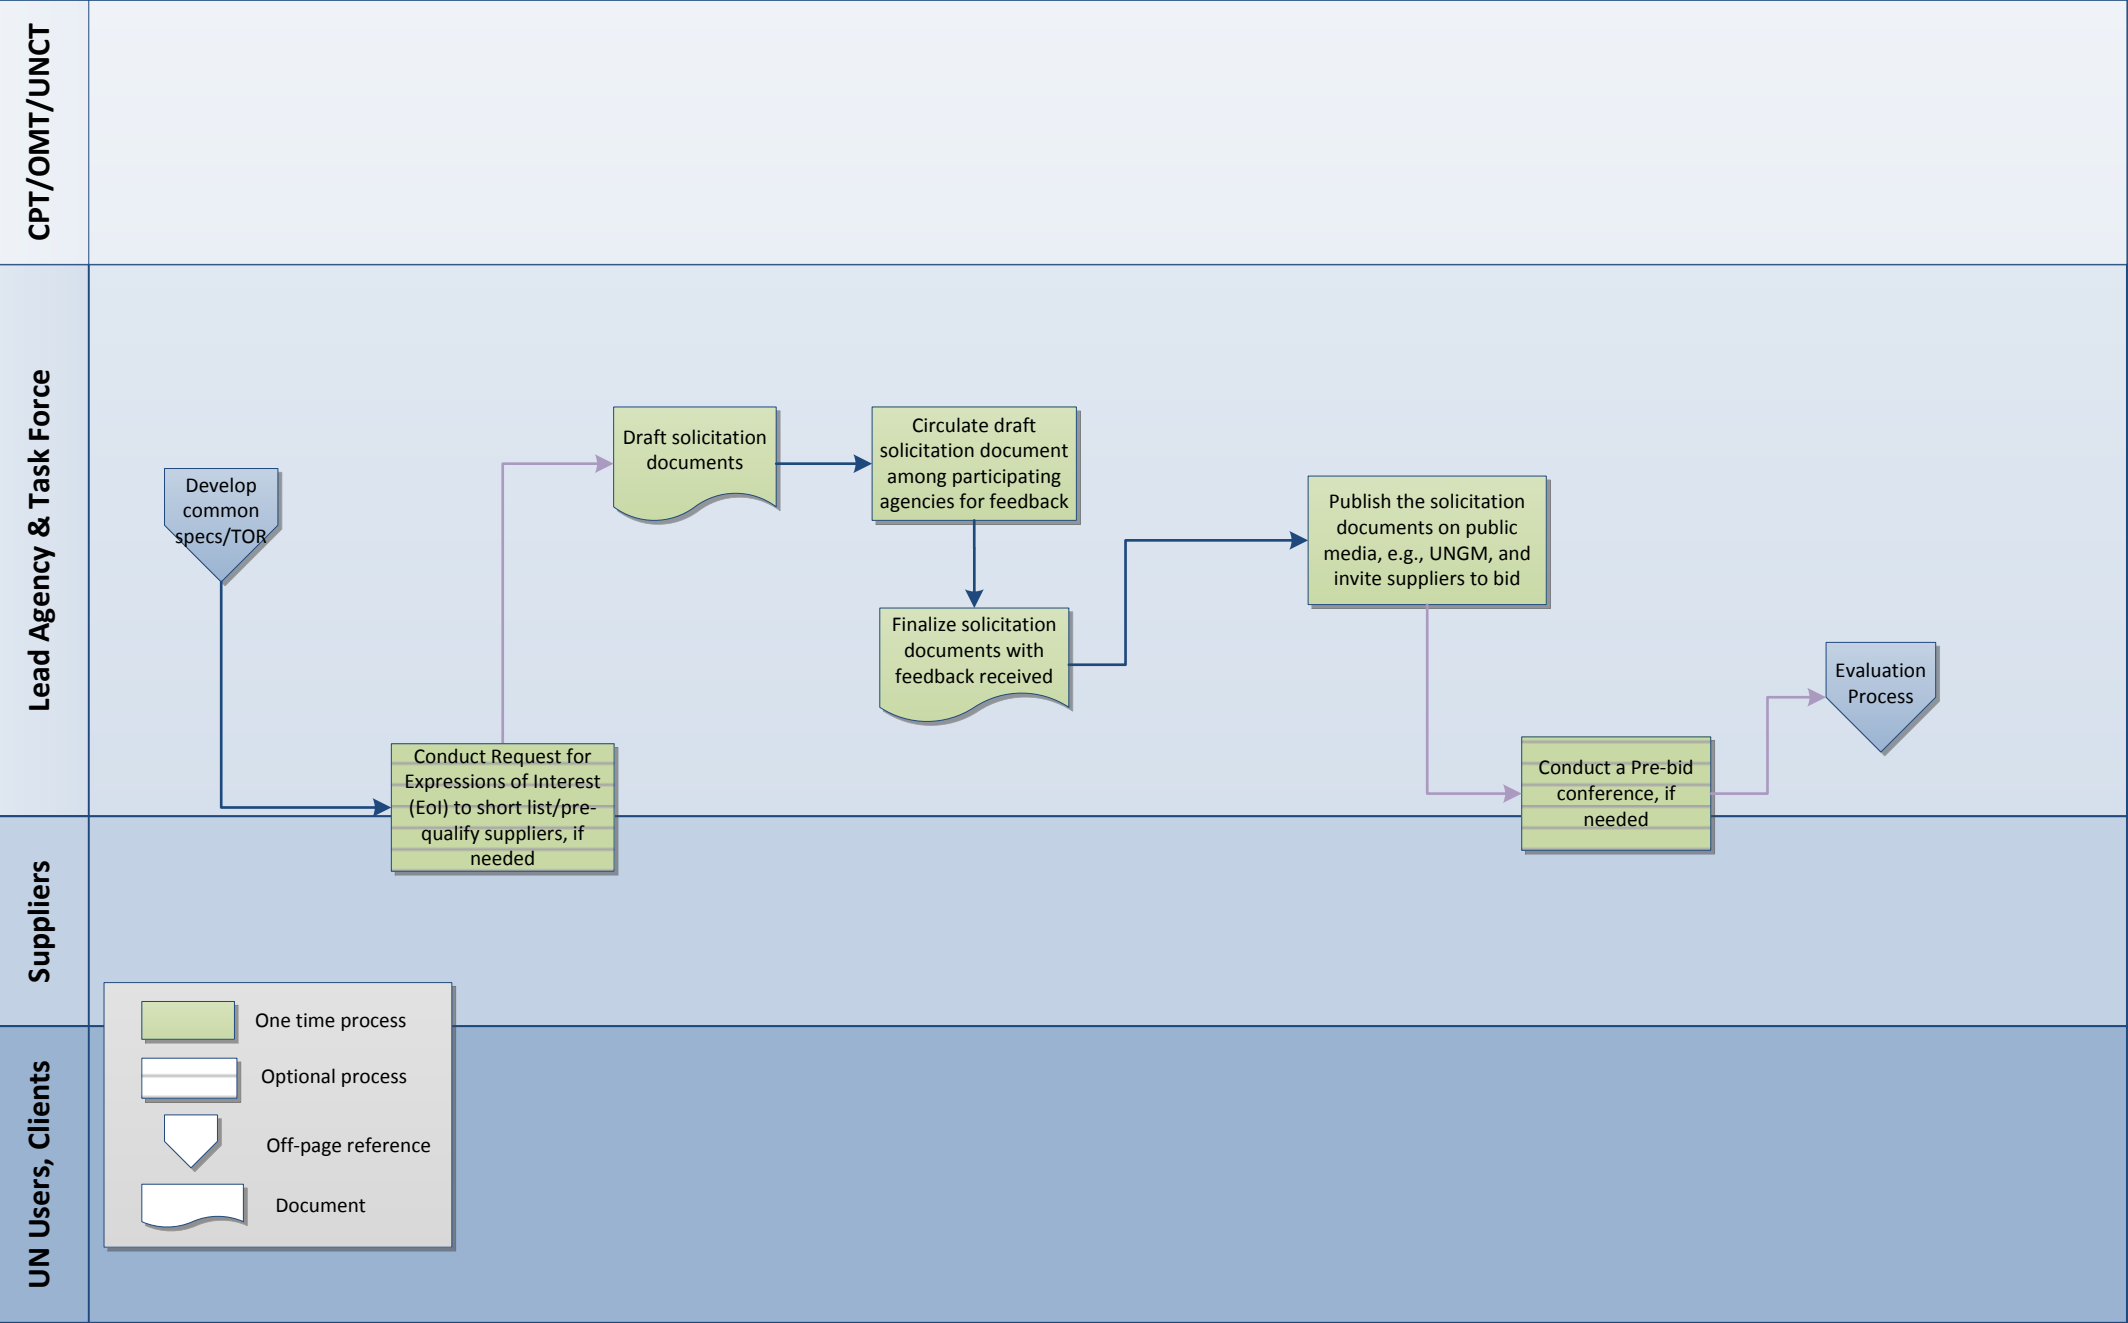 CPT/OMT/UNCT
Lead Agency & Task Force
Develop
common
specs/TOR
Conduct Request for
Expressions of Interest
(EoI) to short list/pre-
qualify suppliers, if
needed
Draft solicitation
documents
Circulate draft
solicitation document
among participating
agencies for feedback
Finalize solicitation
documents with
feedback received
Publish the solicitation
documents on public
media, e.g., UNGM, and
invite suppliers to bid
Conduct a Pre-bid
conference, if
needed
Evaluation
Process
Suppliers
UN Users, Clients
One time process
Optional process
Off-page reference
Document